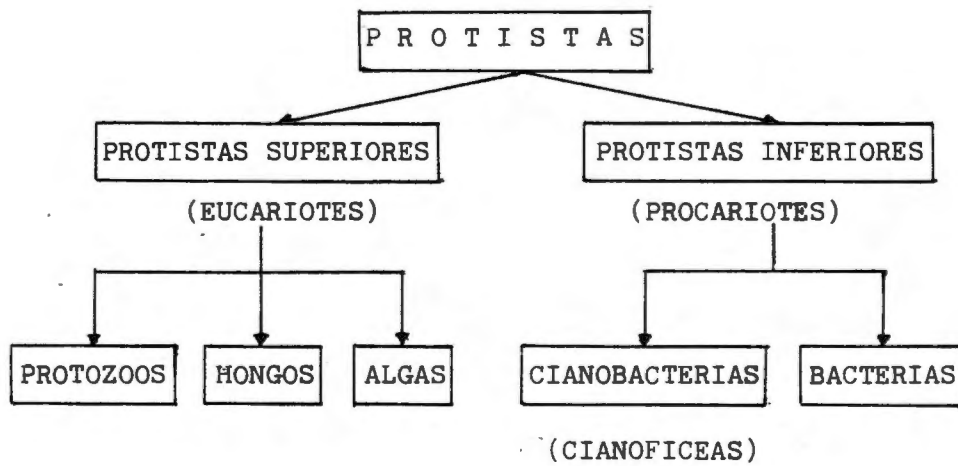 P R O T I S T A S
PROTISTAS SUPERIORES
PROTISTAS INFERIORES
(EUCARIOTES)
(PROCARIOTES)
PROTOZOOS
HONGOS
ALGAS
CIANOBACTERIAS
BACTERIAS
(CIANOFICEAS)